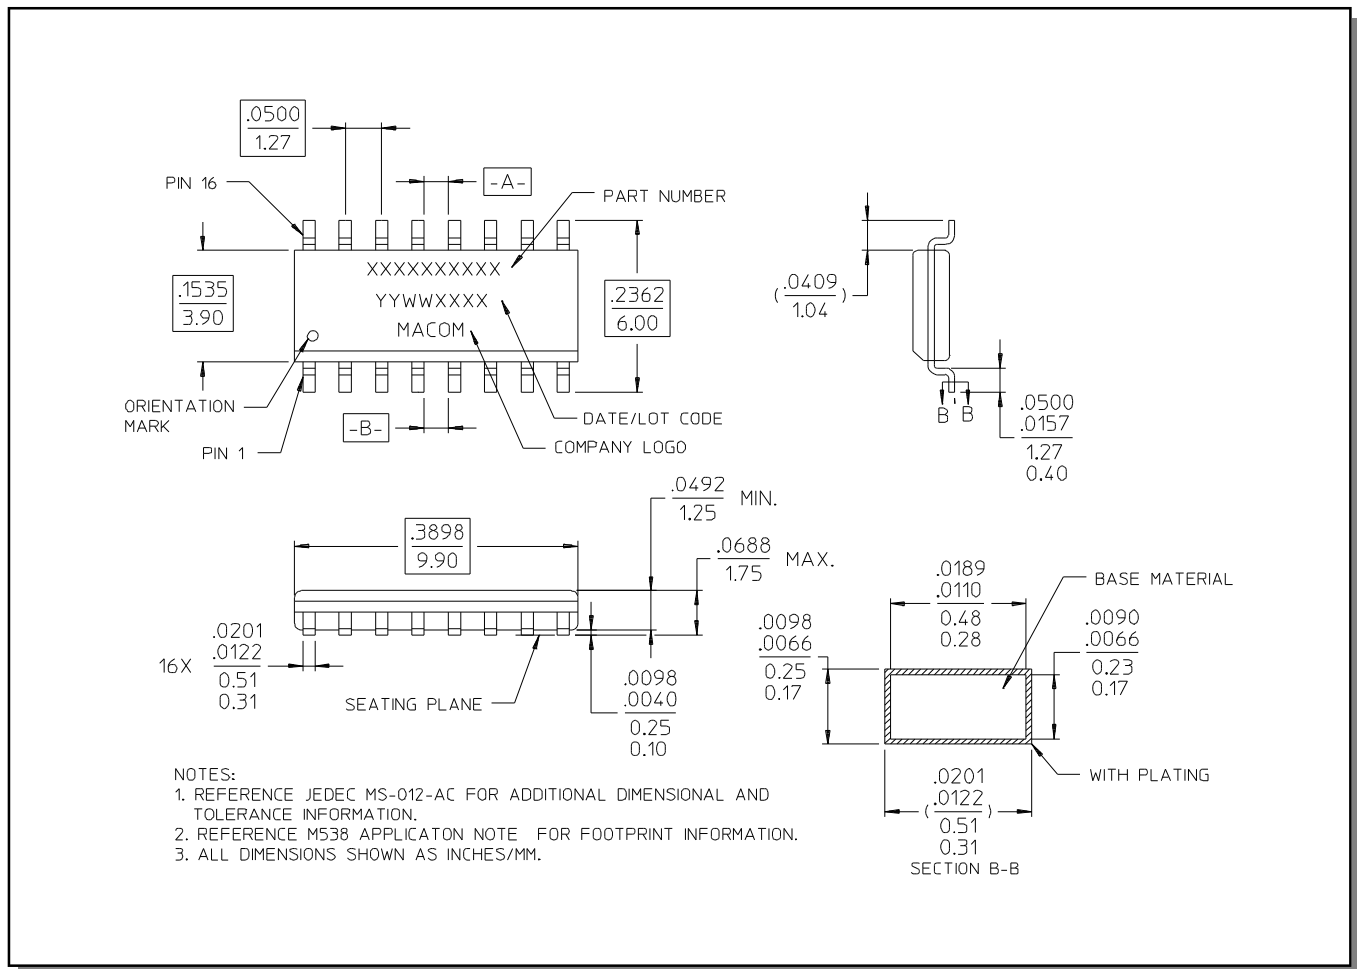 .0500
1.27
-A-
PIN 16
PART NUMBER
XXXXXXXXXX
YYWWXXXX
MACOM
.1535
3.90
.2362
6.00
(.0409)
1.04
ORIENTATION
MARK
PIN 1
-B-
DATE/LOT CODE
COMPANY LOGO
B B
.0500
.0157
1.27
0.40
.0492 MIN.
1.25
.3898
9.90
.0688 MAX.
1.75
16X
.0201
.0122
0.51
0.31
SEATING PLANE
.0098
.0040
0.25
0.10
.0189
.0110
0.48
0.28
BASE MATERIAL
.0098
.0066
0.25
0.17
.0090
.0066
0.23
0.17
WITH PLATING
.0201
(.0122)
0.51
0.31
SECTION B-B
NOTES:
1. REFERENCE JEDEC MS-012-AC FOR ADDITIONAL DIMENSIONAL AND
TOLERANCE INFORMATION.
2. REFERENCE M538 APPLICATON NOTE FOR FOOTPRINT INFORMATION.
3. ALL DIMENSIONS SHOWN AS INCHES/MM.